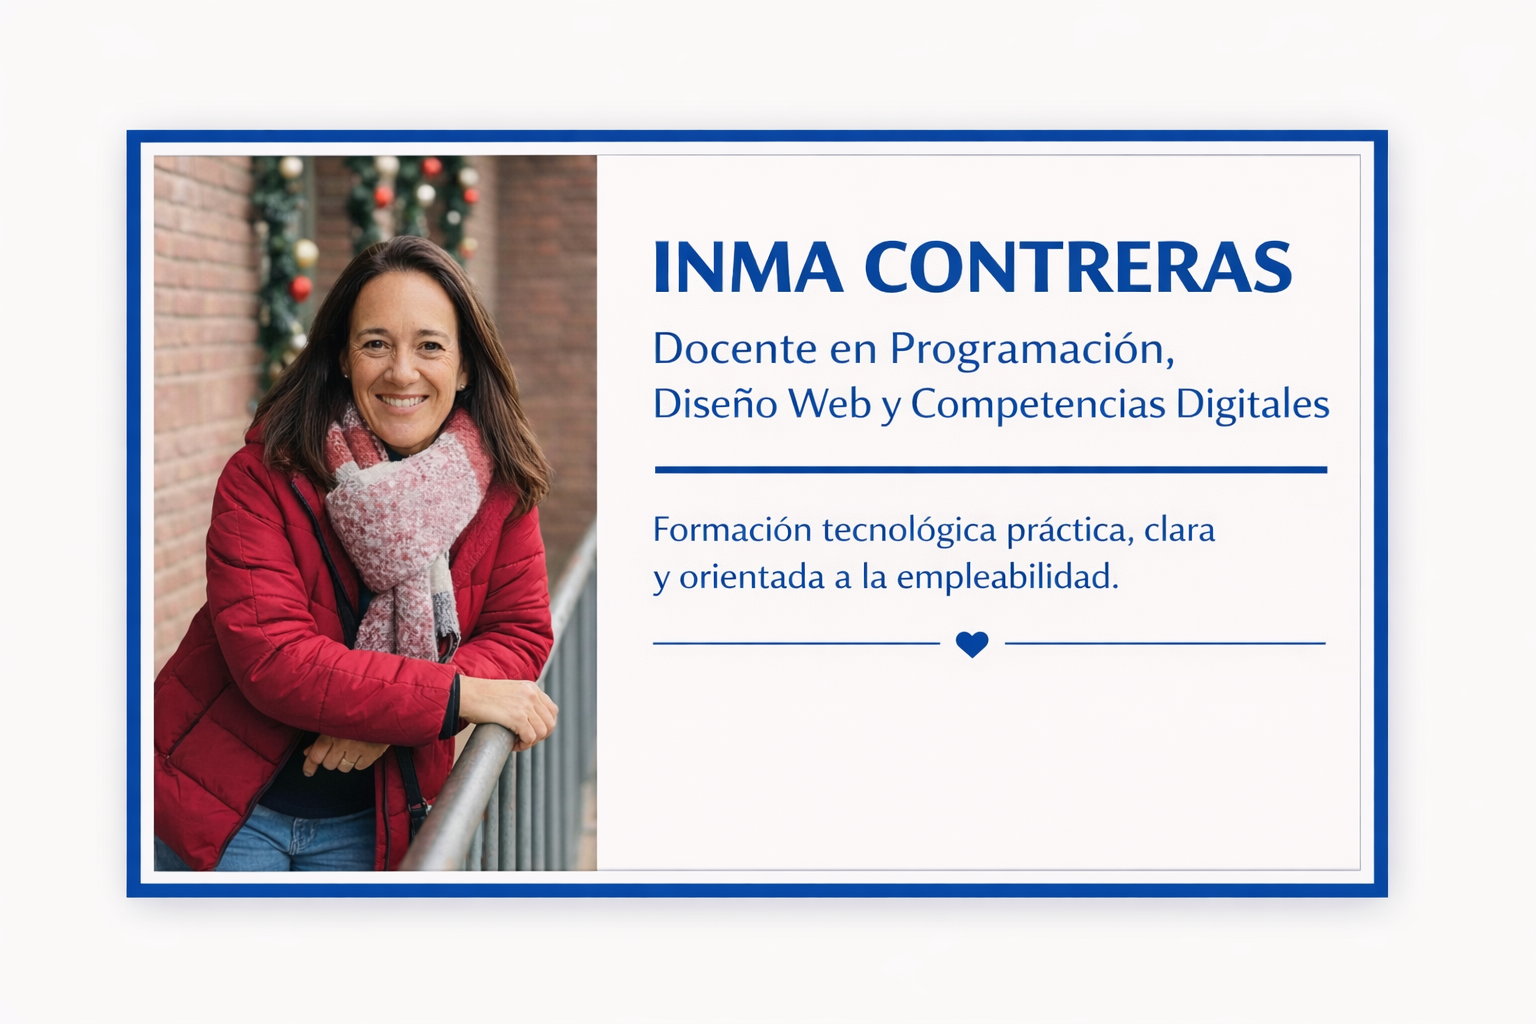 INMA CONTRERAS
Docente en Programación,
Diseño Web y Competencias Digitales
Formación tecnológica práctica, clara
y orientada a la empleabilidad.